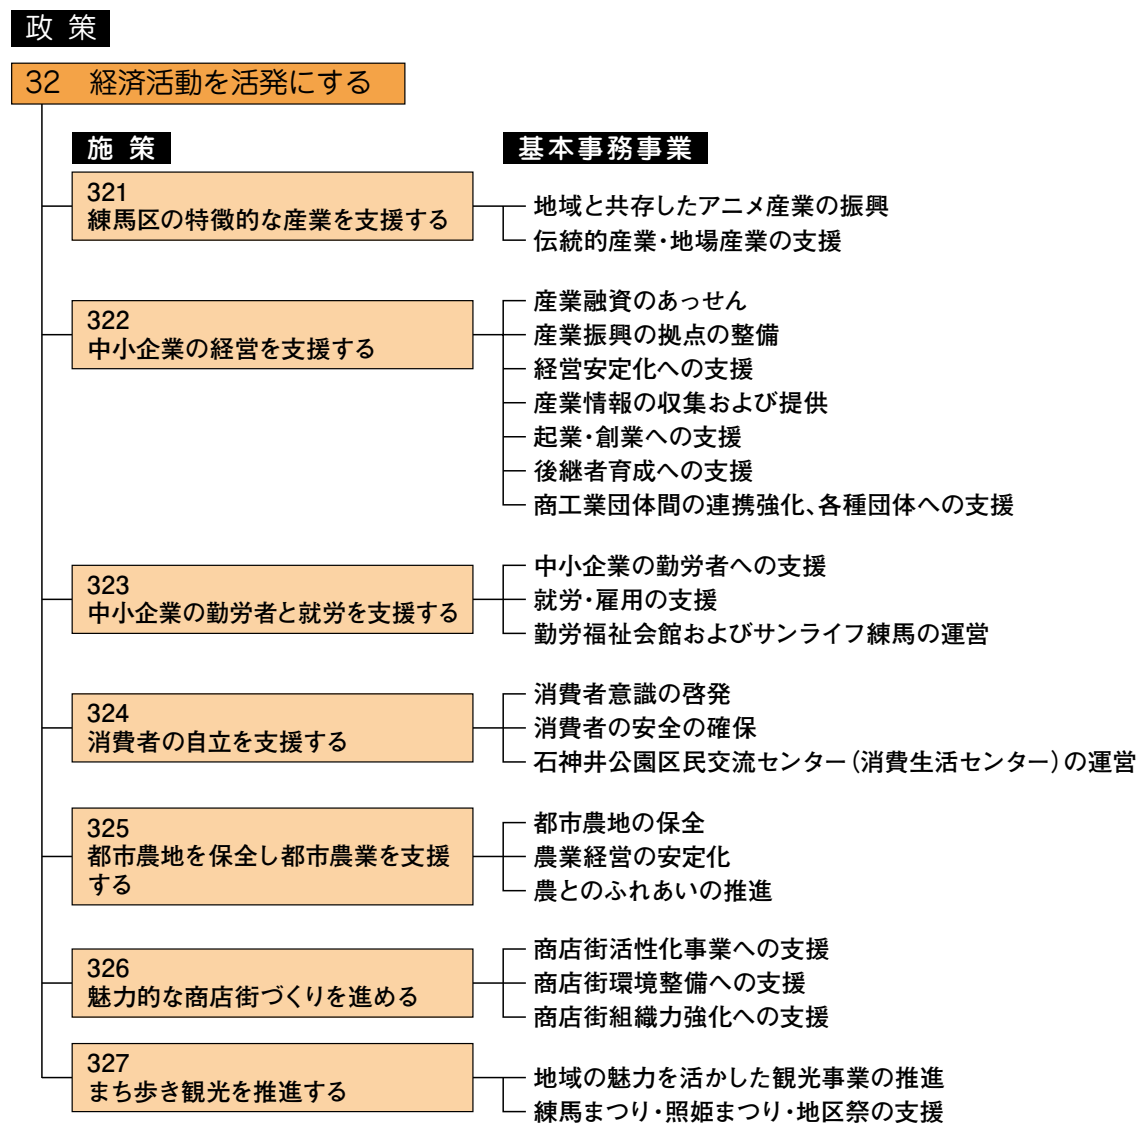 政策
32 経済活動を活発にする
施策
基本事務事業
321
練馬区の特徴的な産業を支援する
地域と共存したアニメ産業の振興
伝統的産業・地場産業の支援
322
中小企業の経営を支援する
産業融資のあっせん
産業振興の拠点の整備
経営安定化への支援
産業情報の収集および提供
起業・創業への支援
後継者育成への支援
商工業団体間の連携強化、各種団体への支援
323
中小企業の勤労者と就労を支援する
中小企業の勤労者への支援
就労・雇用の支援
勤労福祉会館およびサンライフ練馬の運営
324
消費者の自立を支援する
消費者意識の啓発
消費者の安全の確保
石神井公園区民交流センター（消費生活センター）の運営
325
都市農地を保全し都市農業を支援
する
都市農地の保全
農業経営の安定化
農とのふれあいの推進
326
魅力的な商店街づくりを進める
商店街活性化事業への支援
商店街環境整備への支援
商店街組織力強化への支援
327
まち歩き観光を推進する
地域の魅力を活かした観光事業の推進
練馬まつり・照姫まつり・地区祭の支援